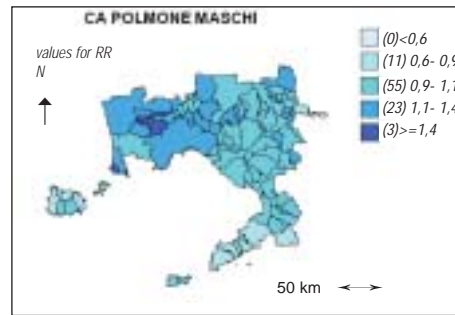 CA POLMONE MASCHI
values for RR
N
(0)<0,6
(11) 0,6- 0,9
(55) 0,9- 1,1
(23) 1,1- 1,4
(3)>=1,4
50 km